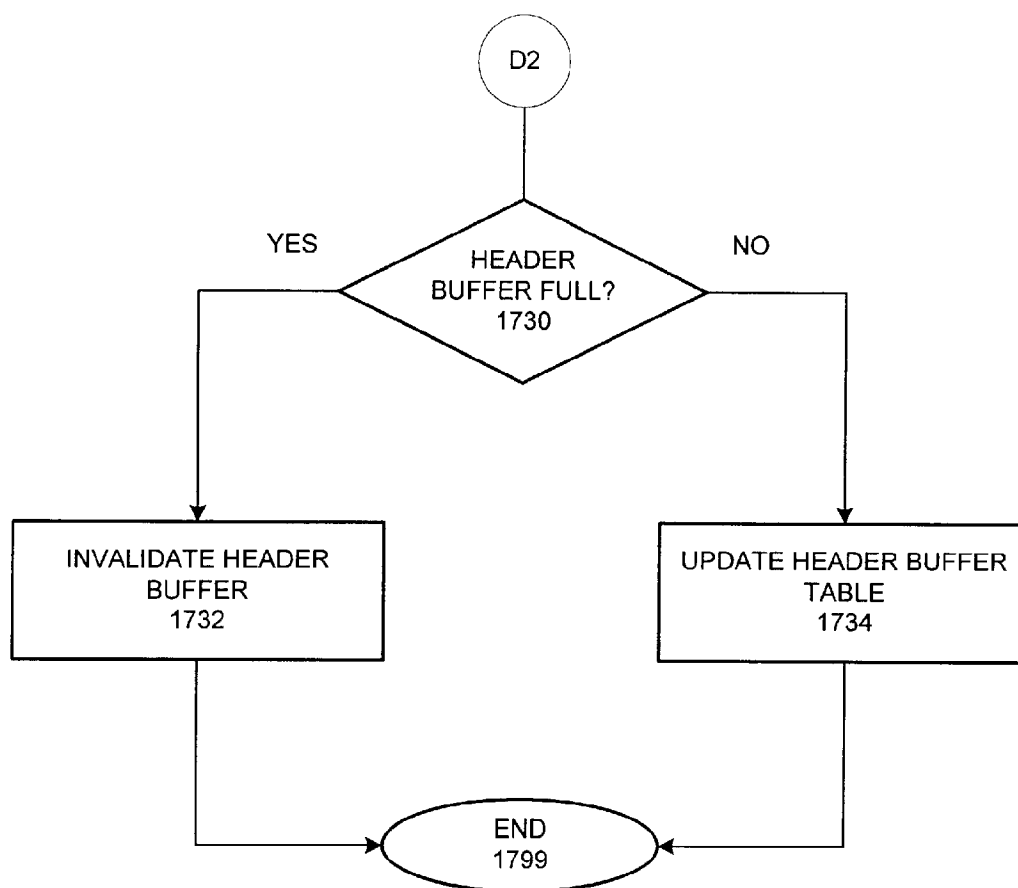 D2
YES
NO
HEADER
BUFFER FULL?
1730
INVALIDATE HEADER
BUFFER
1732
UPDATE HEADER BUFFER
TABLE
1734
END
1799